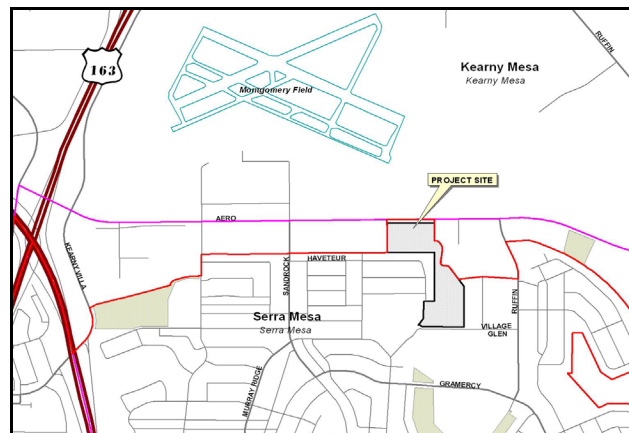 RUFFIN
163
Kearny Mesa
Kearny Mesa
Montgomery Field
PROJECT SITE
AERO
KEARNY VILLA
SANDROCK
HAVETEUR
RUFFIN
Serra Mesa
Serra Mesa
VILLAGE
GLEN
MURRAY RIDGE
GRAMERCY